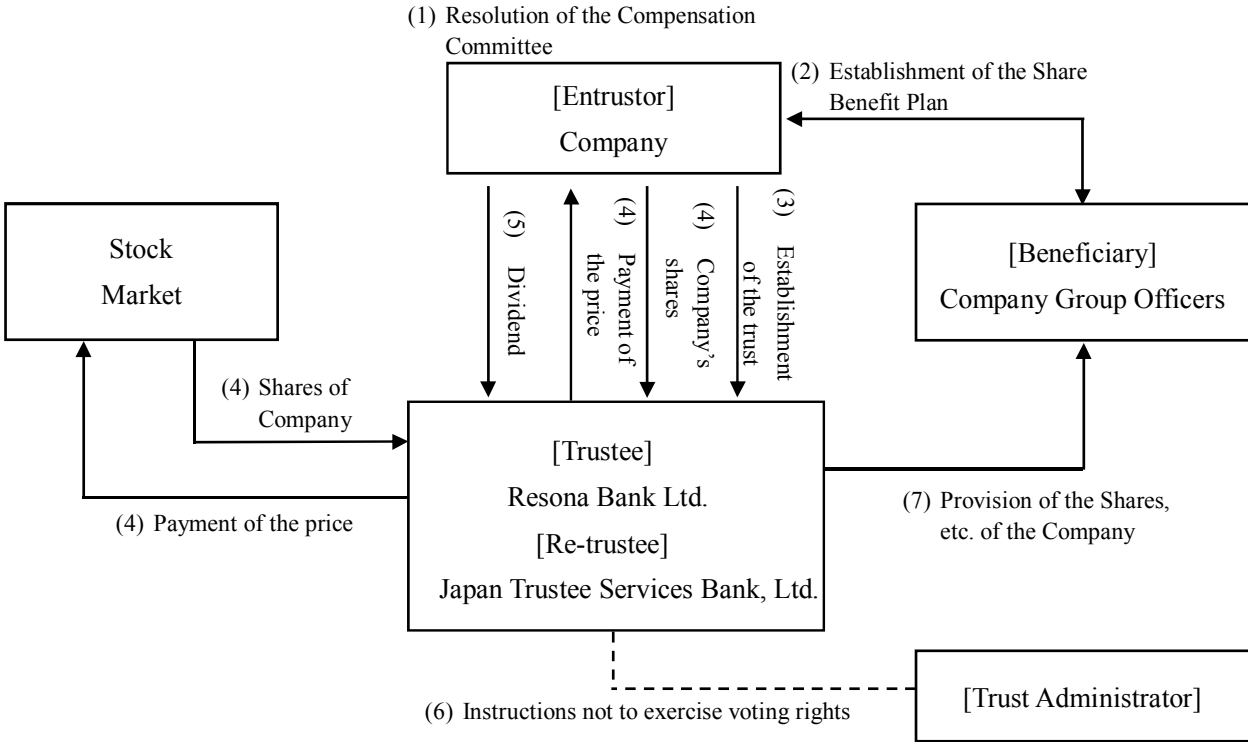 (1) Resolution of the Compensation
Committee
[Entrustor]
Company
(2) Establishment of the Share
Benefit Plan
Stock
Market
(5) Dividend
(4) Payment of
the price
(4) Company's
shares
(3) Establishment
of the trust
[Beneficiary]
Company Group Officers
(4) Shares of
Company
(4) Payment of the price
[Trustee]
Resona Bank Ltd.
[Re-trustee]
Japan Trustee Services Bank, Ltd.
(7) Provision of the Shares,
etc. of the Company
(6) Instructions not to exercise voting rights
[Trust Administrator]